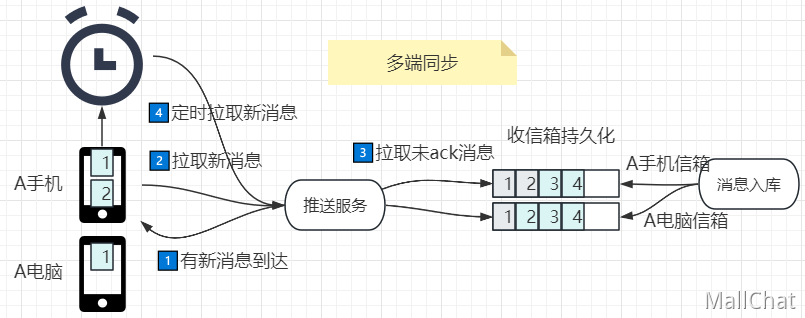 多端同步
4 定时拉取新消息
收信箱持久化
1
2 拉取新消息
3 拉取未ack消息
A手机信箱
A手机
2
1 2 3 4
消息入库
推送服务
1 2 3 4
A电脑信箱
1
1 有新消息到达
A电脑
MallChat